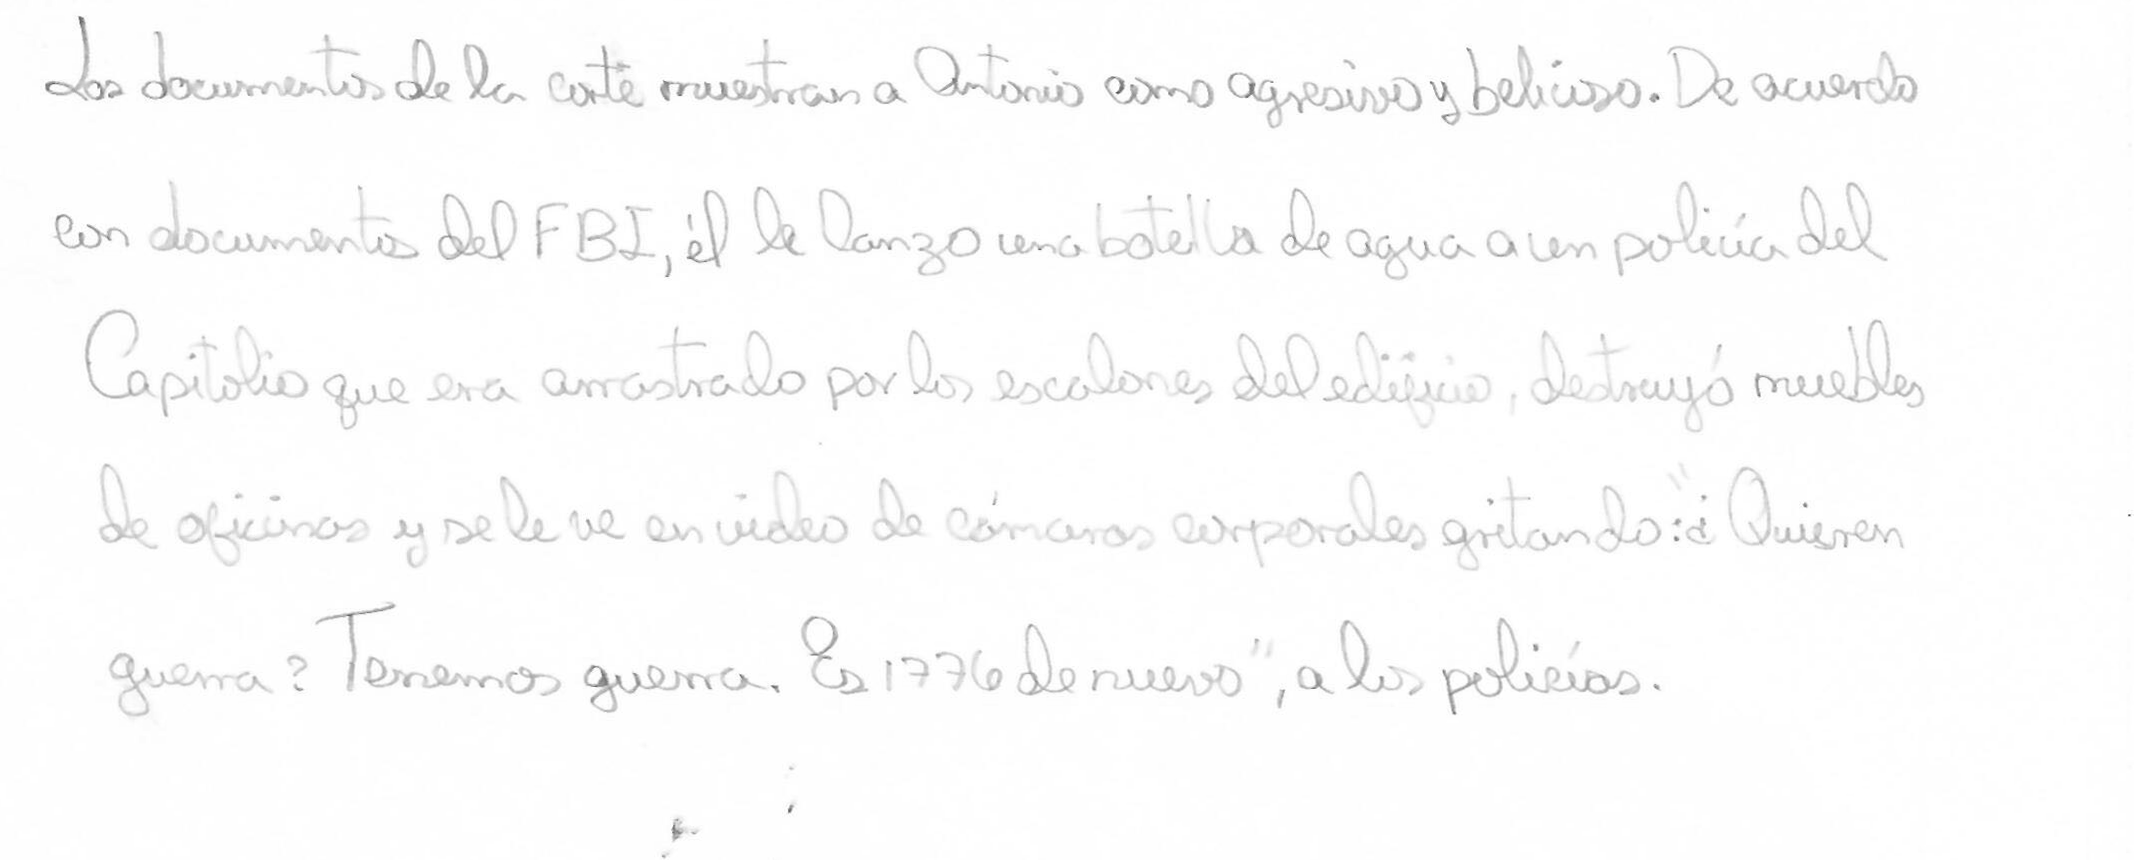 Los documentos de la corte muestran a Antonio como agresivo y belicoso. De acuerdo
con documentos del FBI, él le lanzo una botella de agua a un policía del
Capitolio que era arrastrado por los escalones del edificio, destruyó muebles
de oficinas y se le ve en video de cámaras corporales gritando: "¿Quieren
guerra? Tenemos guerra. Es 1776 de nuevo", a los policías.